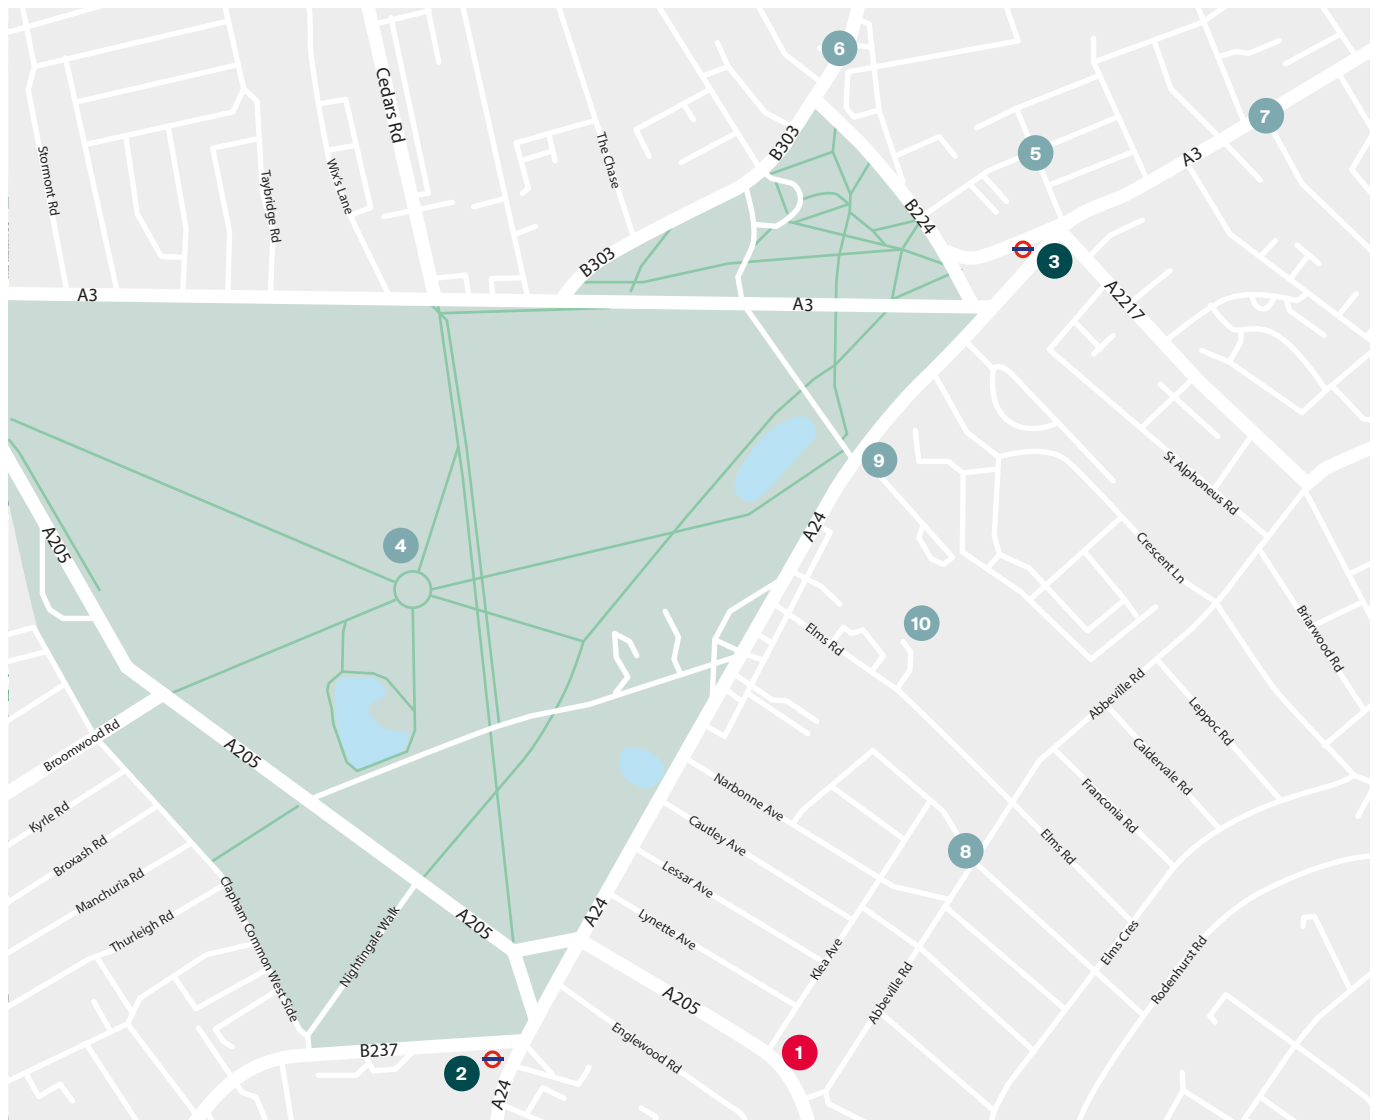 6
Cedars Rd
7
B303
The Chase
5
A3
Stormont Rd
Taybridge Rd
Wix's Lane
B224
B303
3
A3
A3
A2217
9
St Alphoneus Rd
A24
A205
4
Crescent Ln
10
Elms Rd
Briarwood Rd
Abbeville Rd
Leppoc Rd
Broomwood Rd
A205
Caldervale Rd
Narbonne Ave
Franconia Rd
Kyrle Rd
Cautley Ave
8
Elms Rd
Broxash Rd
Lessar Ave
Manchuria Rd
A24
A205
Thurleigh Rd
Lynette Ave
Clapham Common West Side
Nightingale Walk
Klea Ave
Elms Cres
Rodenhurst Rd
Abbeville Rd
A205
Englewood Rd
B237
1
2
A24